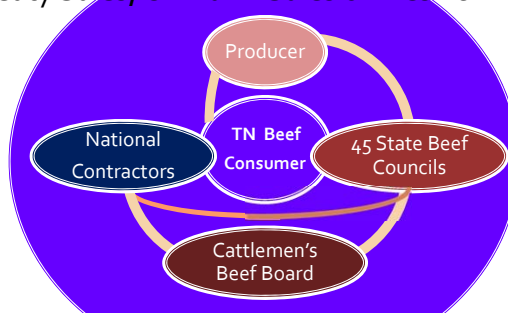 Producer
National
Contractors
TN Beef
Consumer
45 State Beef
Councils
Cattlemen's
Beef Board